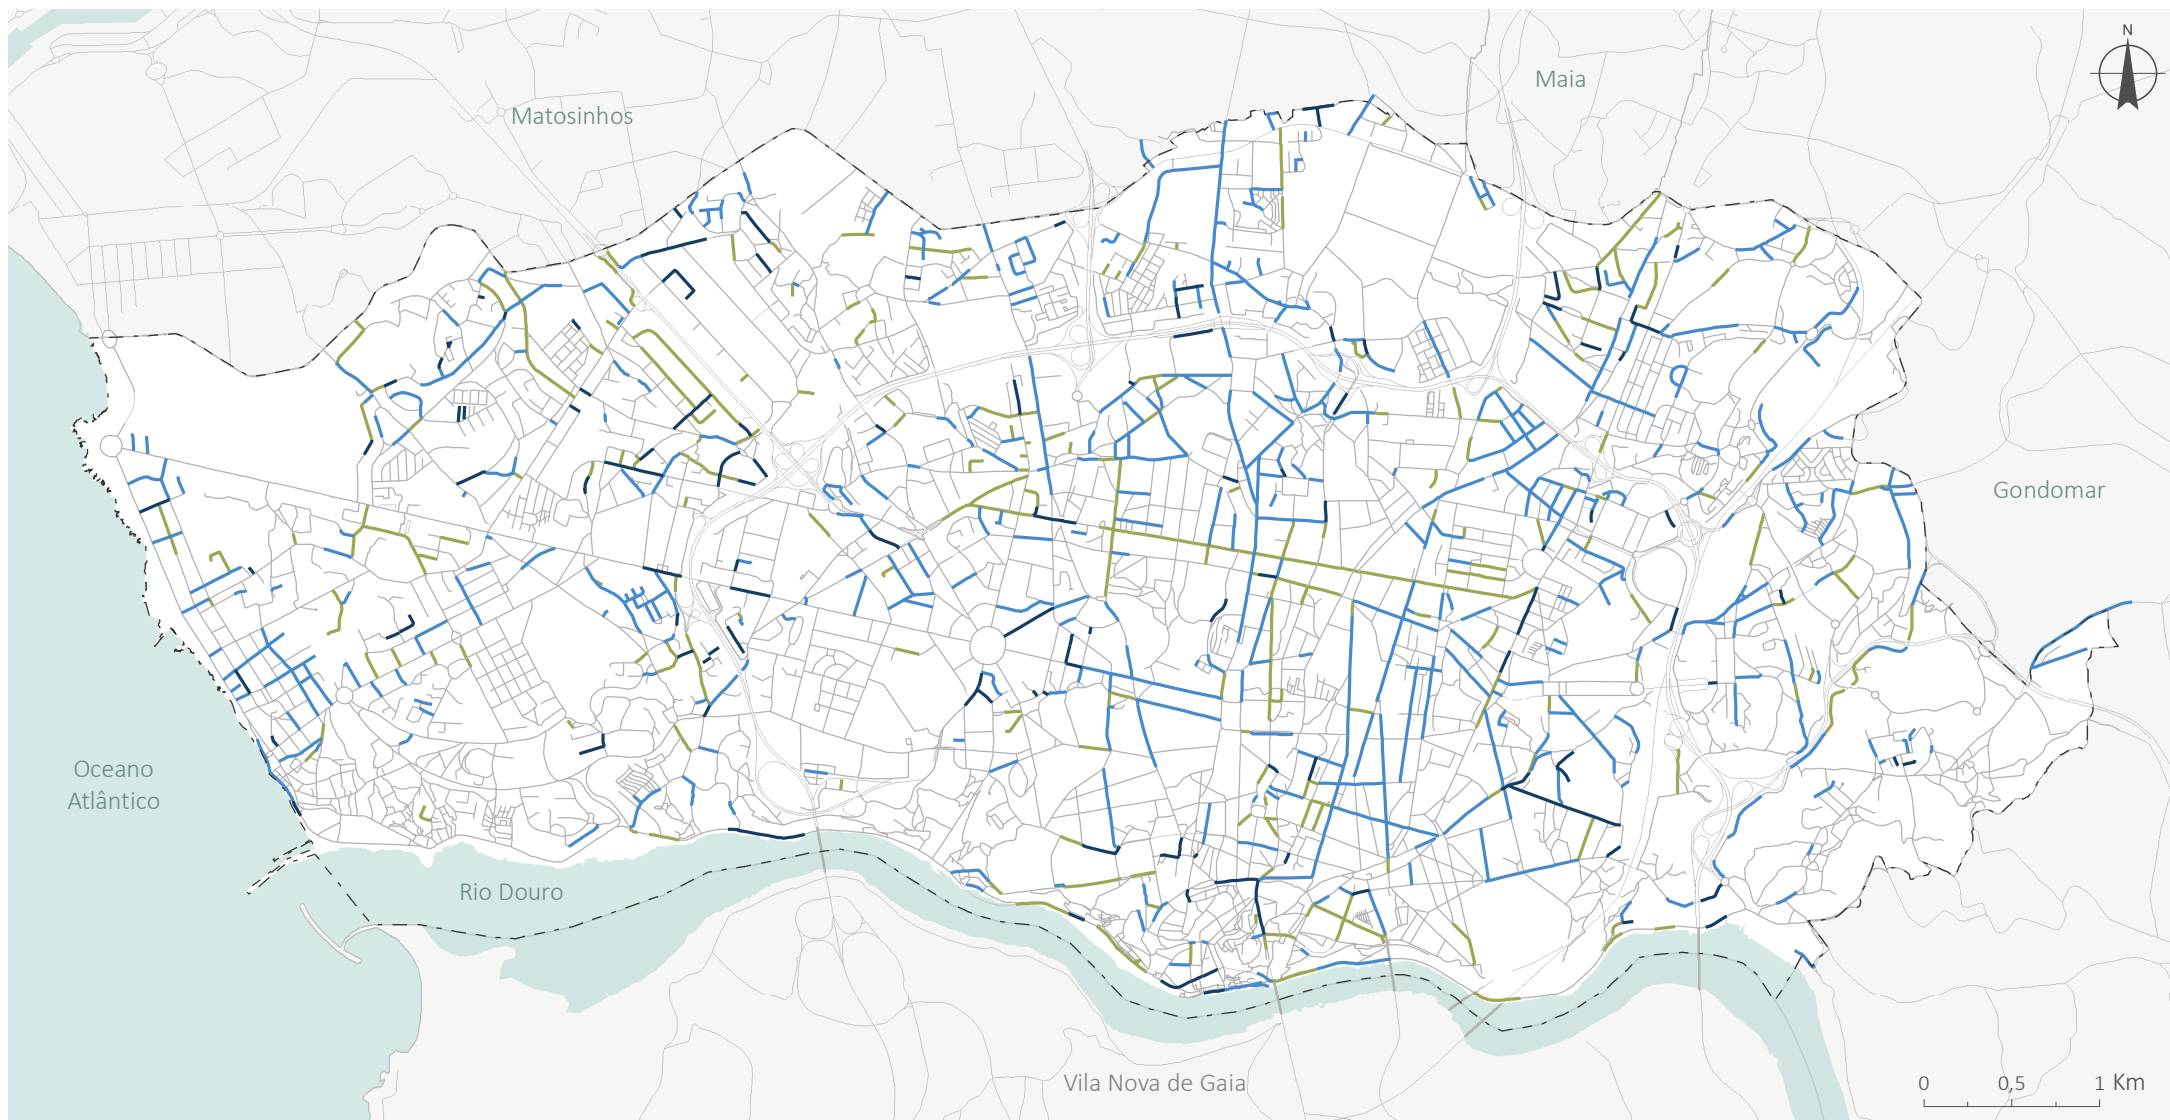 N
Maia
Matosinhos
Gondomar
Oceano
Atlântico
Rio Douro
Vila Nova de Gaia
0 0,5 1 Km